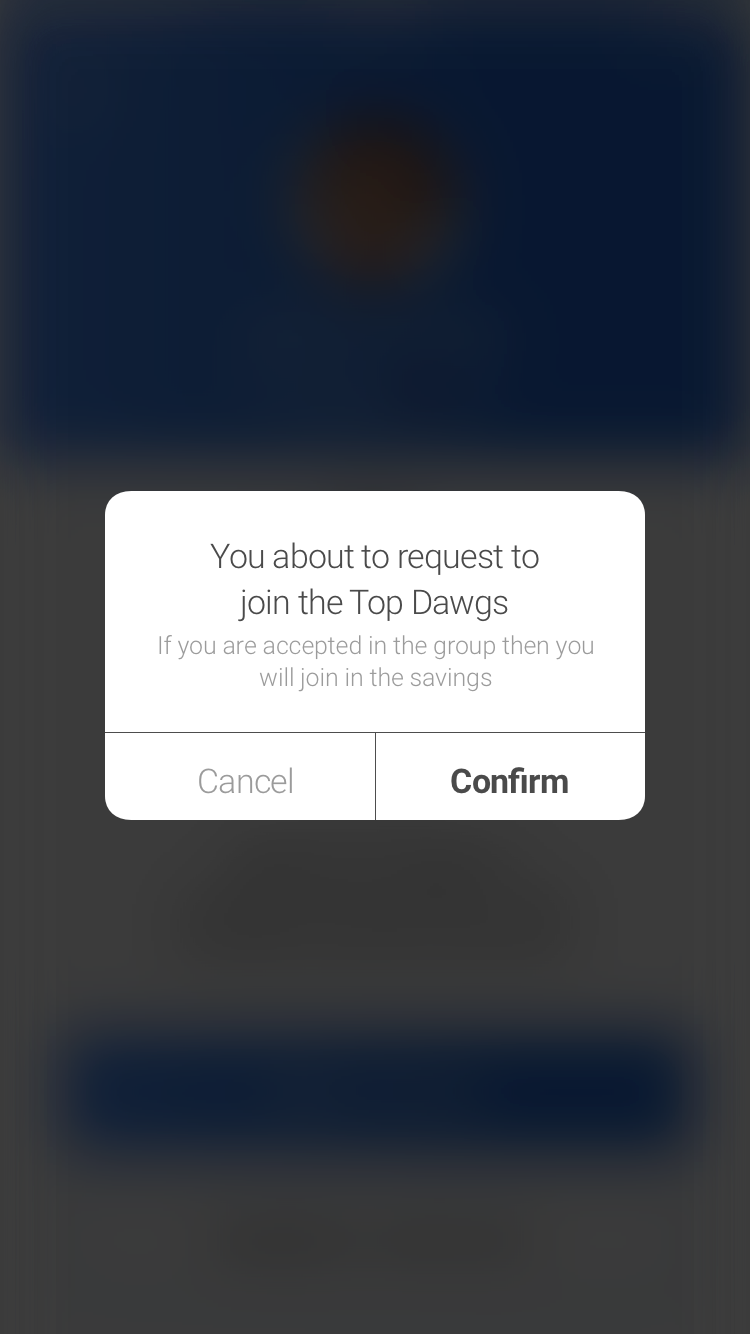 You about to request to
join the Top Dawgs
If you are accepted in the group then you
will join in the savings
Cancel
Confirm